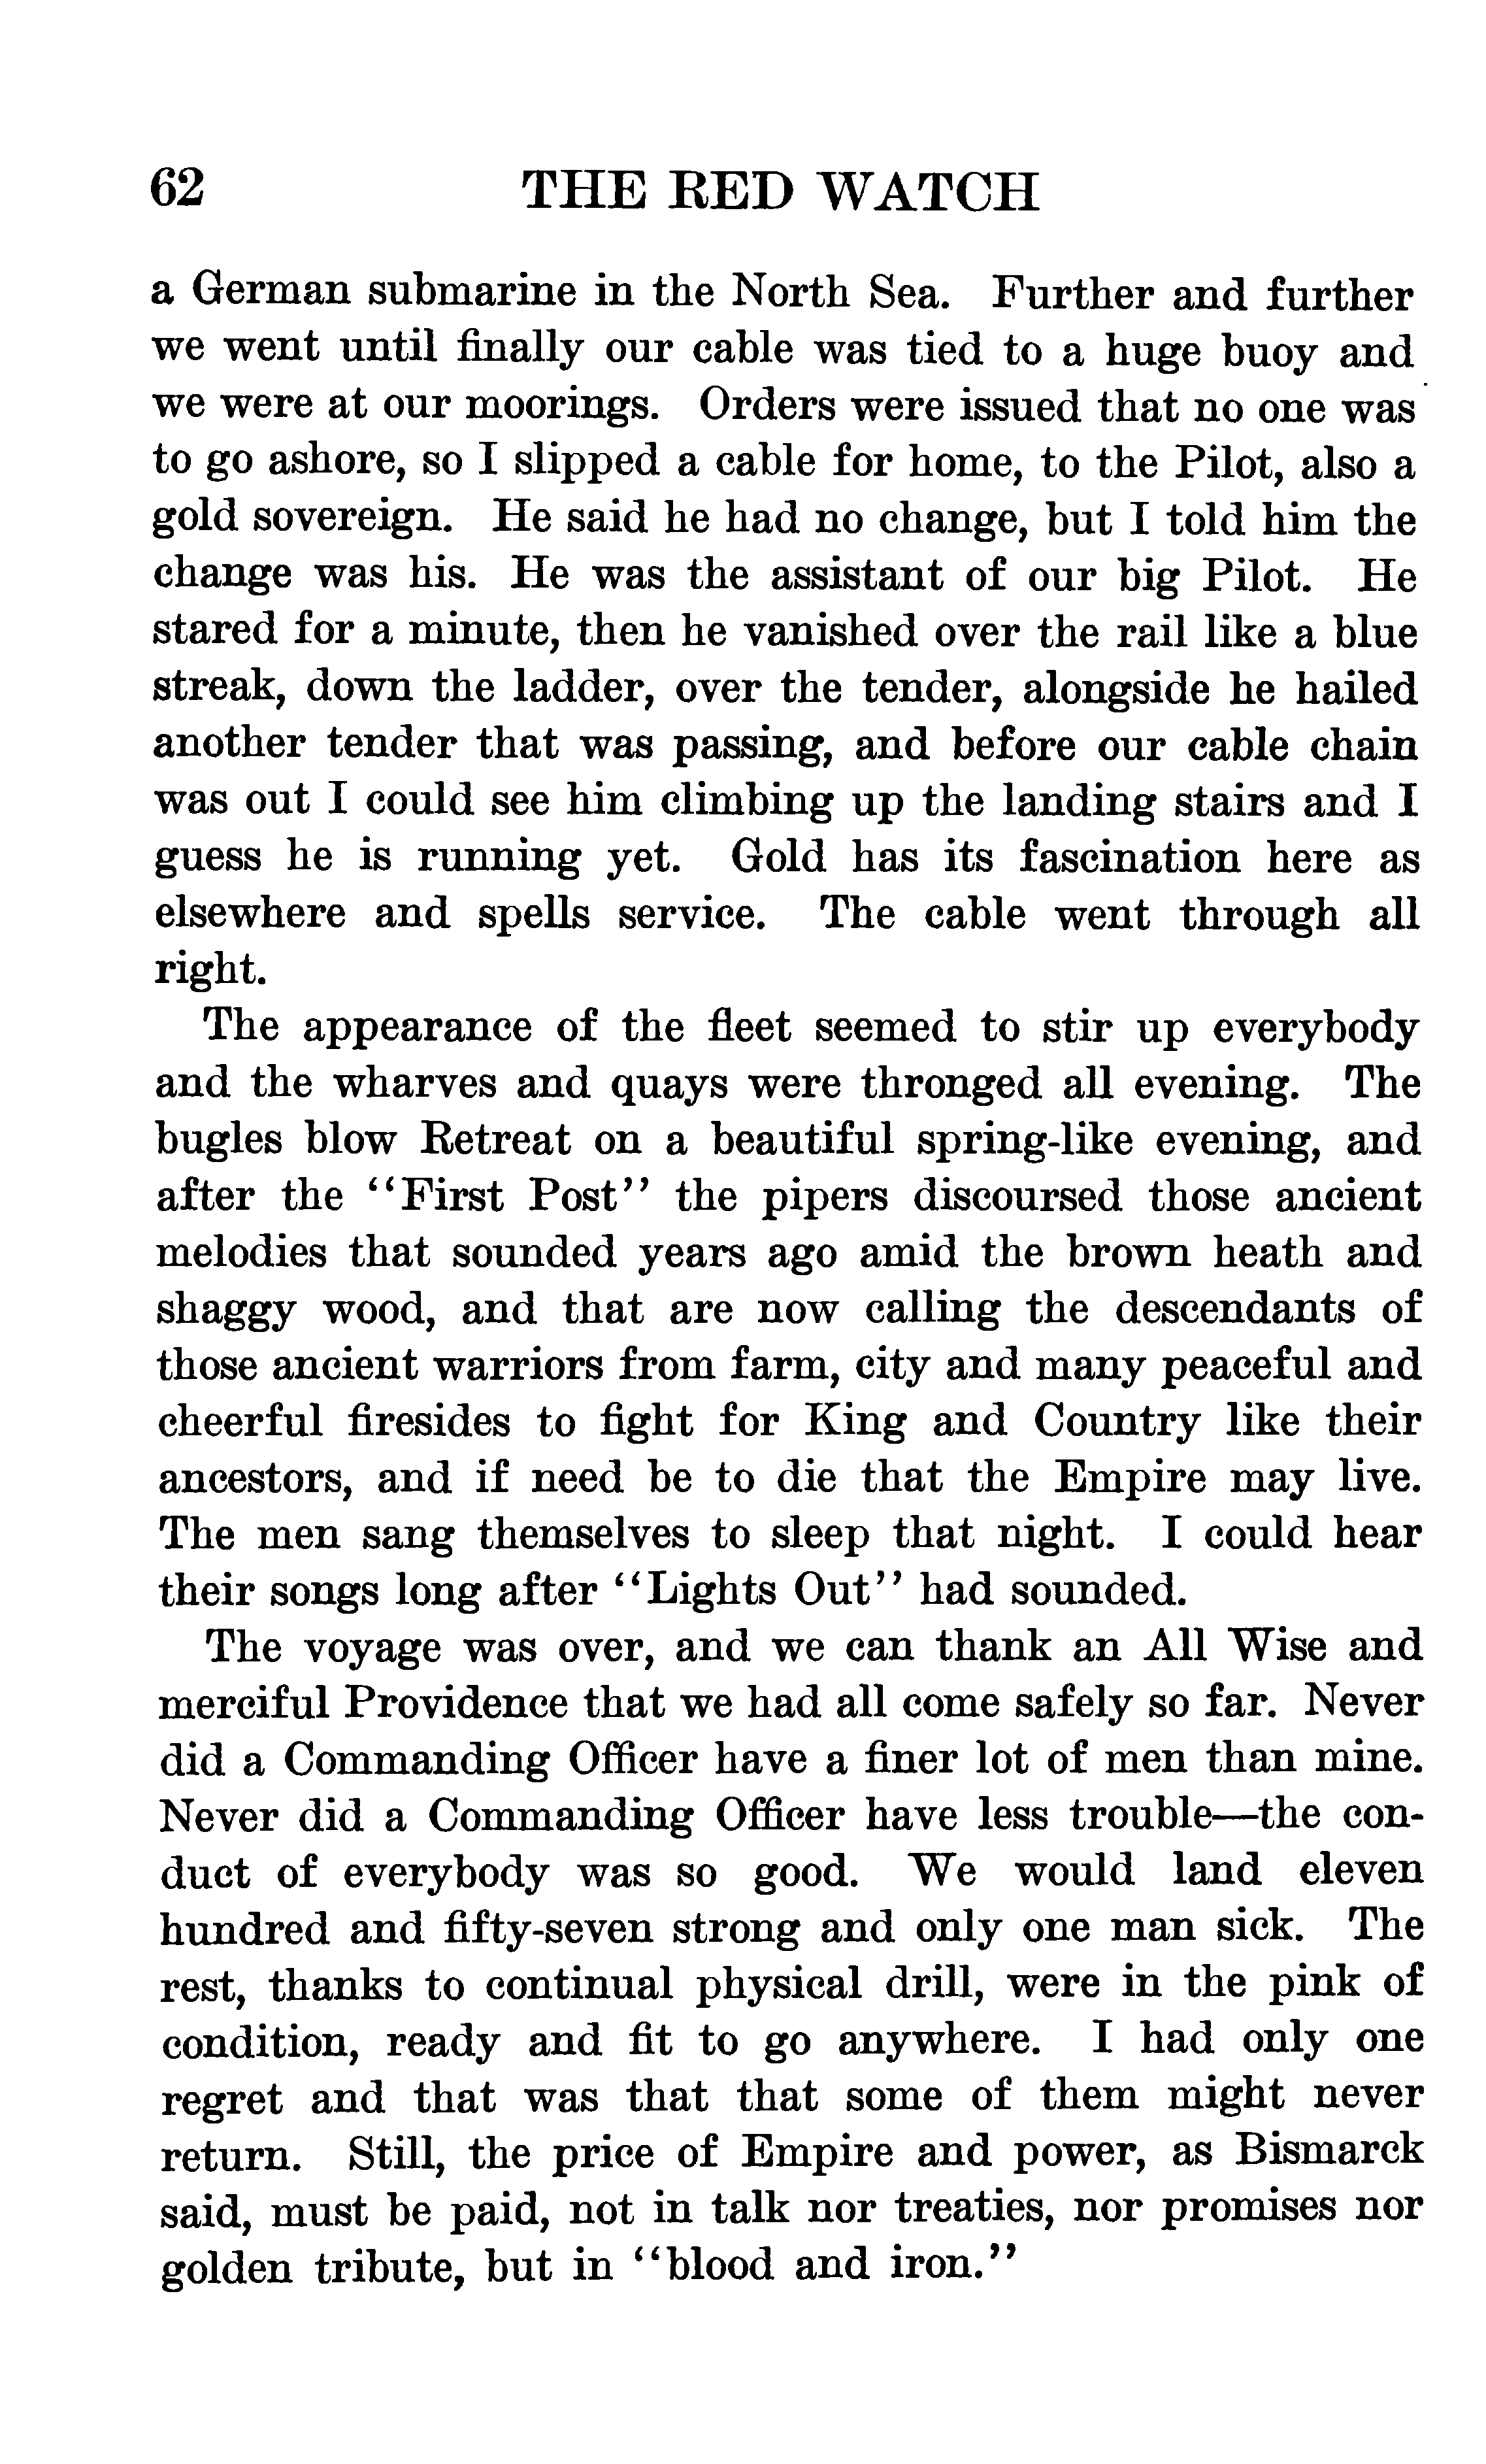 62 THE RED WATCH
a German submarine in the North Sea. Further and further
we went until finally our cable was tied to a huge buoy and
we were at our moorings. Orders were issued that no one was
to go ashore, so I slipped a cable for home, to the Pilot, also a
gold sovereign. He said he had no change, but I told him the
change was his. He was the assistant of our big Pilot. He
stared for a minute, then he vanished over the rail like a blue
streak, down the ladder, over the tender, alongside he hailed
another tender that was passing, and before our cable chain
was out I could see him climbing up the landing stairs and I
guess he is running yet. Gold has its fascination here as
elsewhere and spells service. The cable went through all
right.
The appearance of the fleet seemed to stir up everybody
and the wharves and quays were thronged all evening. The
bugles blow Retreat on a beautiful spring-like evening, and
after the "First Post" the pipers discoursed those ancient
melodies that sounded years ago amid the brown heath and
shaggy wood, and that are now calling the descendants of
those ancient warriors from farm, city and many peaceful and
cheerful firesides to fight for King and Country like their
ancestors, and if need be to die that the Empire may live.
The men sang themselves to sleep that night. I could hear
their songs long after "Lights Out" had sounded.
The voyage was over, and we can thank an All Wise and
merciful Providence that we had all come safely so far. Never
did a Commanding Officer have a finer lot of men than mine.
Never did a Commanding Officer have less trouble—the con-
duct of everybody was so good. We would land eleven
hundred and fifty-seven strong and only one man sick. The
rest, thanks to continual physical drill, were in the pink of
condition, ready and fit to go anywhere. I had only one
regret and that was that that some of them might never
return. Still, the price of Empire and power, as Bismarck
said, must be paid, not in talk nor treaties, nor promises nor
golden tribute, but in "blood and iron."